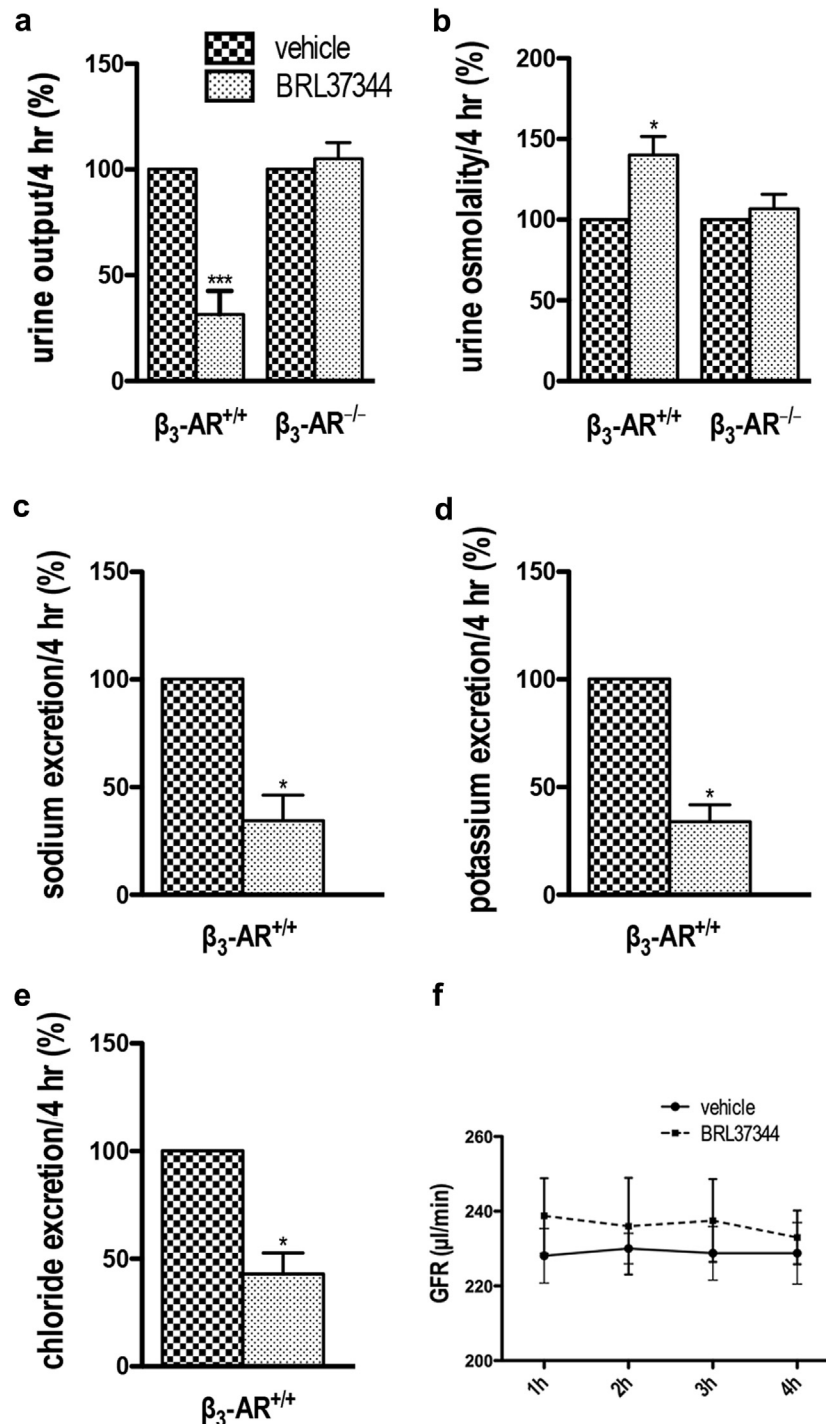 a
vehicle
BRL37344
urine output/4 hr (%)
150
100
50
0
***
β₃-AR⁺/⁺
β₃-AR⁻/⁻
b
urine osmolality/4 hr (%)
200
150
100
50
0
*
β₃-AR⁺/⁺
β₃-AR⁻/⁻
c
sodium excretion/4 hr (%)
150
100
50
0
*
β₃-AR⁺/⁺
d
potassium excretion/4 hr (%)
150
100
50
0
*
β₃-AR⁺/⁺
e
chloride excretion/4 hr (%)
150
100
50
0
*
β₃-AR⁺/⁺
f
vehicle
BRL37344
GFR (µl/min)
260
240
220
200
1h
2h
3h
4h